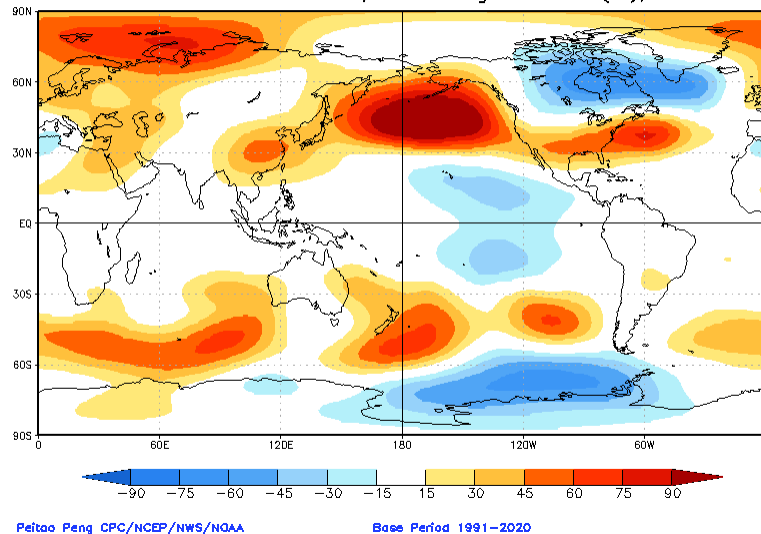 90N
60N
30N
EQ
30S
60S
90S
0 60E 120E 180 120W 60W
-90 -75 -60 -45 -30 -15 15 30 45 60 75 90
Peitao Peng CPC/NCEP/NWS/NOAA Base Period 1991-2020